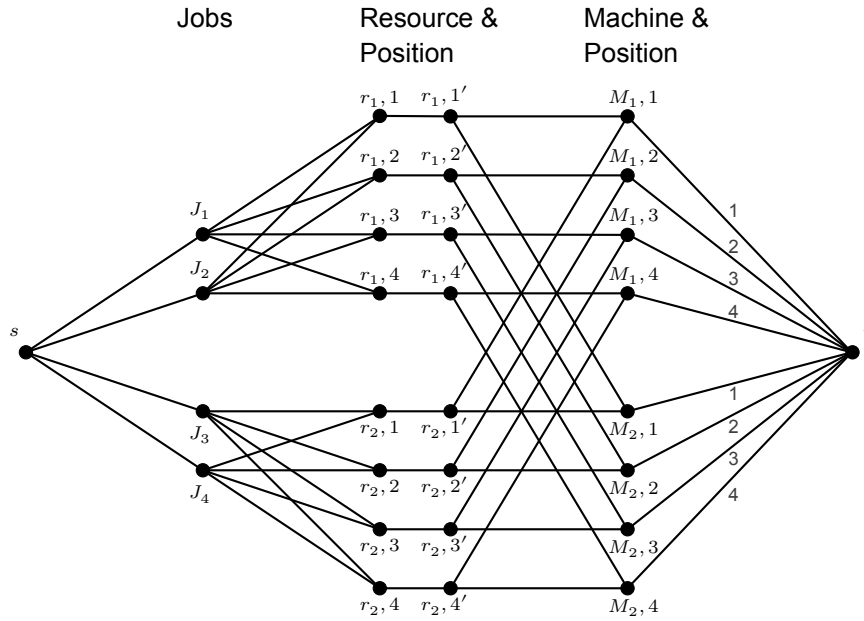 Jobs
Resource &
Position
Machine &
Position
r₁, 1
r₁, 1′
M₁, 1
r₁, 2
r₁, 2′
M₁, 2
J₁
r₁, 3
r₁, 3′
M₁, 3
1
J₂
r₁, 4
r₁, 4′
M₁, 4
2
3
4
s
J₃
r₂, 1
r₂, 1′
M₂, 1
1
J₄
r₂, 2
r₂, 2′
M₂, 2
2
r₂, 3
r₂, 3′
M₂, 3
3
r₂, 4
r₂, 4′
M₂, 4
4